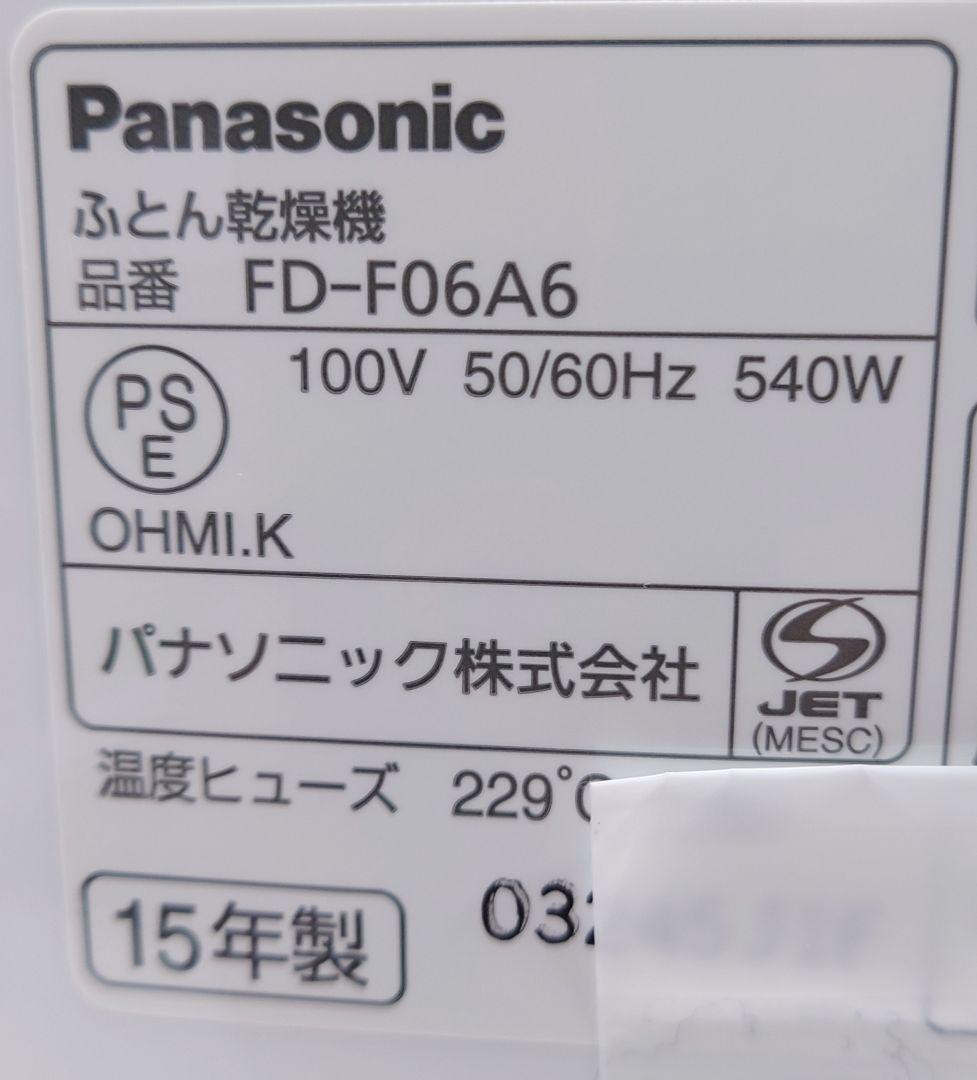 Panasonic
ふとん乾燥機
品番 FD-F06A6
PS
E
100V 50/60Hz 540W
OHMI.K
パナソニック株式会社
JET
(MESC)
温度ヒューズ 229℃
15年製
03